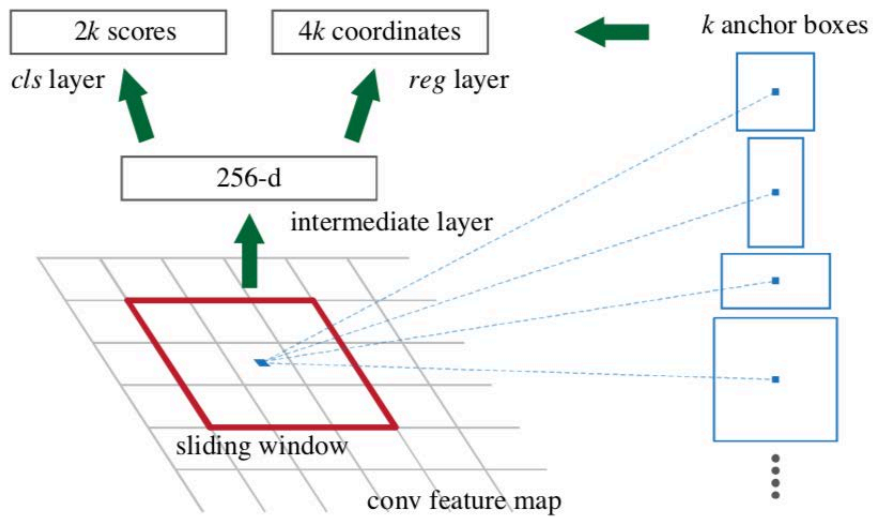 2k scores
4k coordinates
k anchor boxes
cls layer
reg layer
256-d
intermediate layer
sliding window
conv feature map